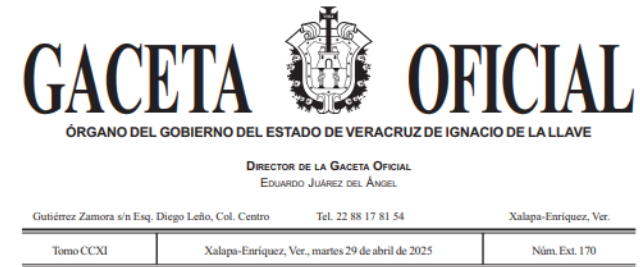 GACETA OFICIAL
ÓRGANO DEL GOBIERNO DEL ESTADO DE VERACRUZ DE IGNACIO DE LA LLAVE
DIRECTOR DE LA GACETA OFICIAL
EDUARDO JUÁREZ DEL ÁNGEL
Gutiérrez Zamora s/n Esq. Diego Leño, Col. Centro Tel. 22 88 17 81 54 Xalapa-Enríquez, Ver.
Tomo CCXI Xalapa-Enríquez, Ver., martes 29 de abril de 2025 Núm. Ext. 170